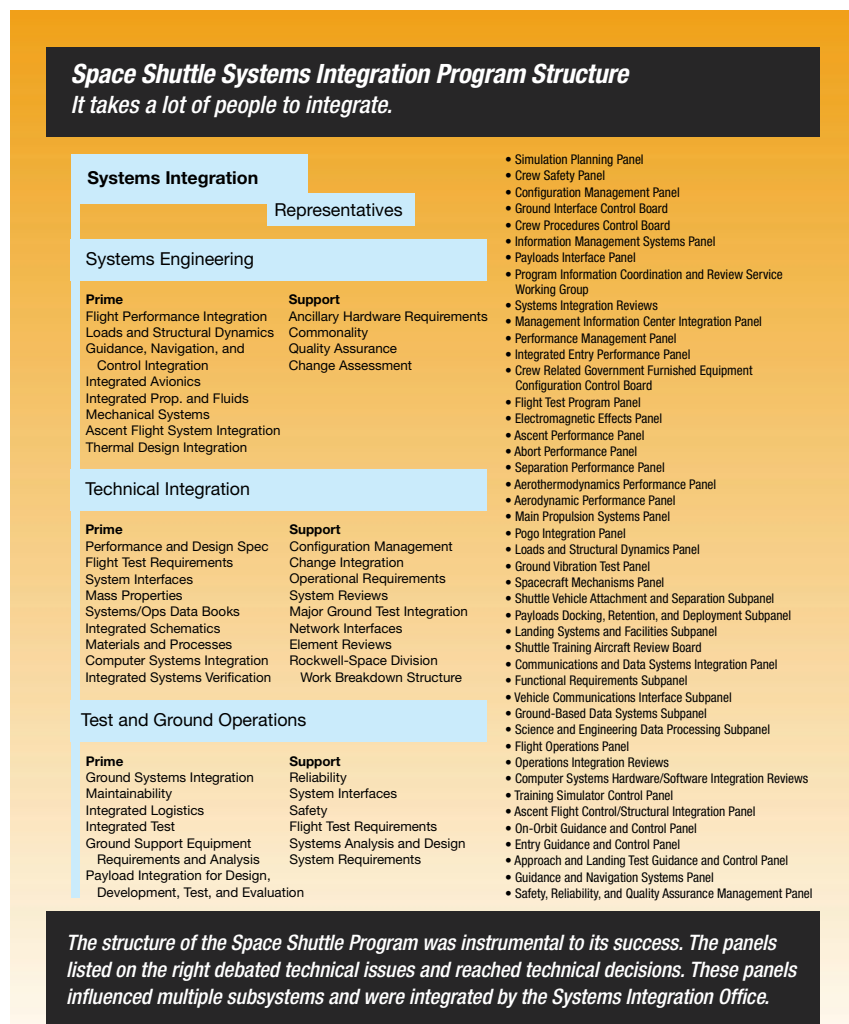 Space Shuttle Systems Integration Program Structure
It takes a lot of people to integrate.
Systems Integration
Representatives
Systems Engineering
Prime
Flight Performance Integration
Loads and Structural Dynamics
Guidance, Navigation, and
Control Integration
Integrated Avionics
Integrated Prop. and Fluids
Mechanical Systems
Ascent Flight System Integration
Thermal Design Integration
Support
Ancillary Hardware Requirements
Commonality
Quality Assurance
Change Assessment
Technical Integration
Prime
Performance and Design Spec
Flight Test Requirements
System Interfaces
Mass Properties
Systems/Ops Data Books
Integrated Schematics
Materials and Processes
Computer Systems Integration
Integrated Systems Verification
Support
Configuration Management
Change Integration
Operational Requirements
System Reviews
Major Ground Test Integration
Network Interfaces
Element Reviews
Rockwell-Space Division
Work Breakdown Structure
Test and Ground Operations
Prime
Ground Systems Integration
Maintainability
Integrated Logistics
Integrated Test
Ground Support Equipment
Requirements and Analysis
Payload Integration for Design,
Development, Test, and Evaluation
Support
Reliability
System Interfaces
Safety
Flight Test Requirements
Systems Analysis and Design
System Requirements
• Simulation Planning Panel
• Crew Safety Panel
• Configuration Management Panel
• Ground Interface Control Board
• Crew Procedures Control Board
• Information Management Systems Panel
• Payloads Interface Panel
• Program Information Coordination and Review Service
Working Group
• Systems Integration Reviews
• Management Information Center Integration Panel
• Performance Management Panel
• Integrated Entry Performance Panel
• Crew Related Government Furnished Equipment
Configuration Control Board
• Flight Test Program Panel
• Electromagnetic Effects Panel
• Ascent Performance Panel
• Abort Performance Panel
• Separation Performance Panel
• Aerothermodynamics Performance Panel
• Aerodynamic Performance Panel
• Main Propulsion Systems Panel
• Pogo Integration Panel
• Loads and Structural Dynamics Panel
• Ground Vibration Test Panel
• Spacecraft Mechanisms Panel
• Shuttle Vehicle Attachment and Separation Subpanel
• Payloads Docking, Retention, and Deployment Subpanel
• Landing Systems and Facilities Subpanel
• Shuttle Training Aircraft Review Board
• Communications and Data Systems Integration Panel
• Functional Requirements Subpanel
• Vehicle Communications Interface Subpanel
• Ground-Based Data Systems Subpanel
• Science and Engineering Data Processing Subpanel
• Flight Operations Panel
• Operations Integration Reviews
• Computer Systems Hardware/Software Integration Reviews
• Training Simulator Control Panel
• Ascent Flight Control/Structural Integration Panel
• On-Orbit Guidance and Control Panel
• Entry Guidance and Control Panel
• Approach and Landing Test Guidance and Control Panel
• Guidance and Navigation Systems Panel
• Safety, Reliability, and Quality Assurance Management Panel
The structure of the Space Shuttle Program was instrumental to its success. The panels
listed on the right debated technical issues and reached technical decisions. These panels
influenced multiple subsystems and were integrated by the Systems Integration Office.